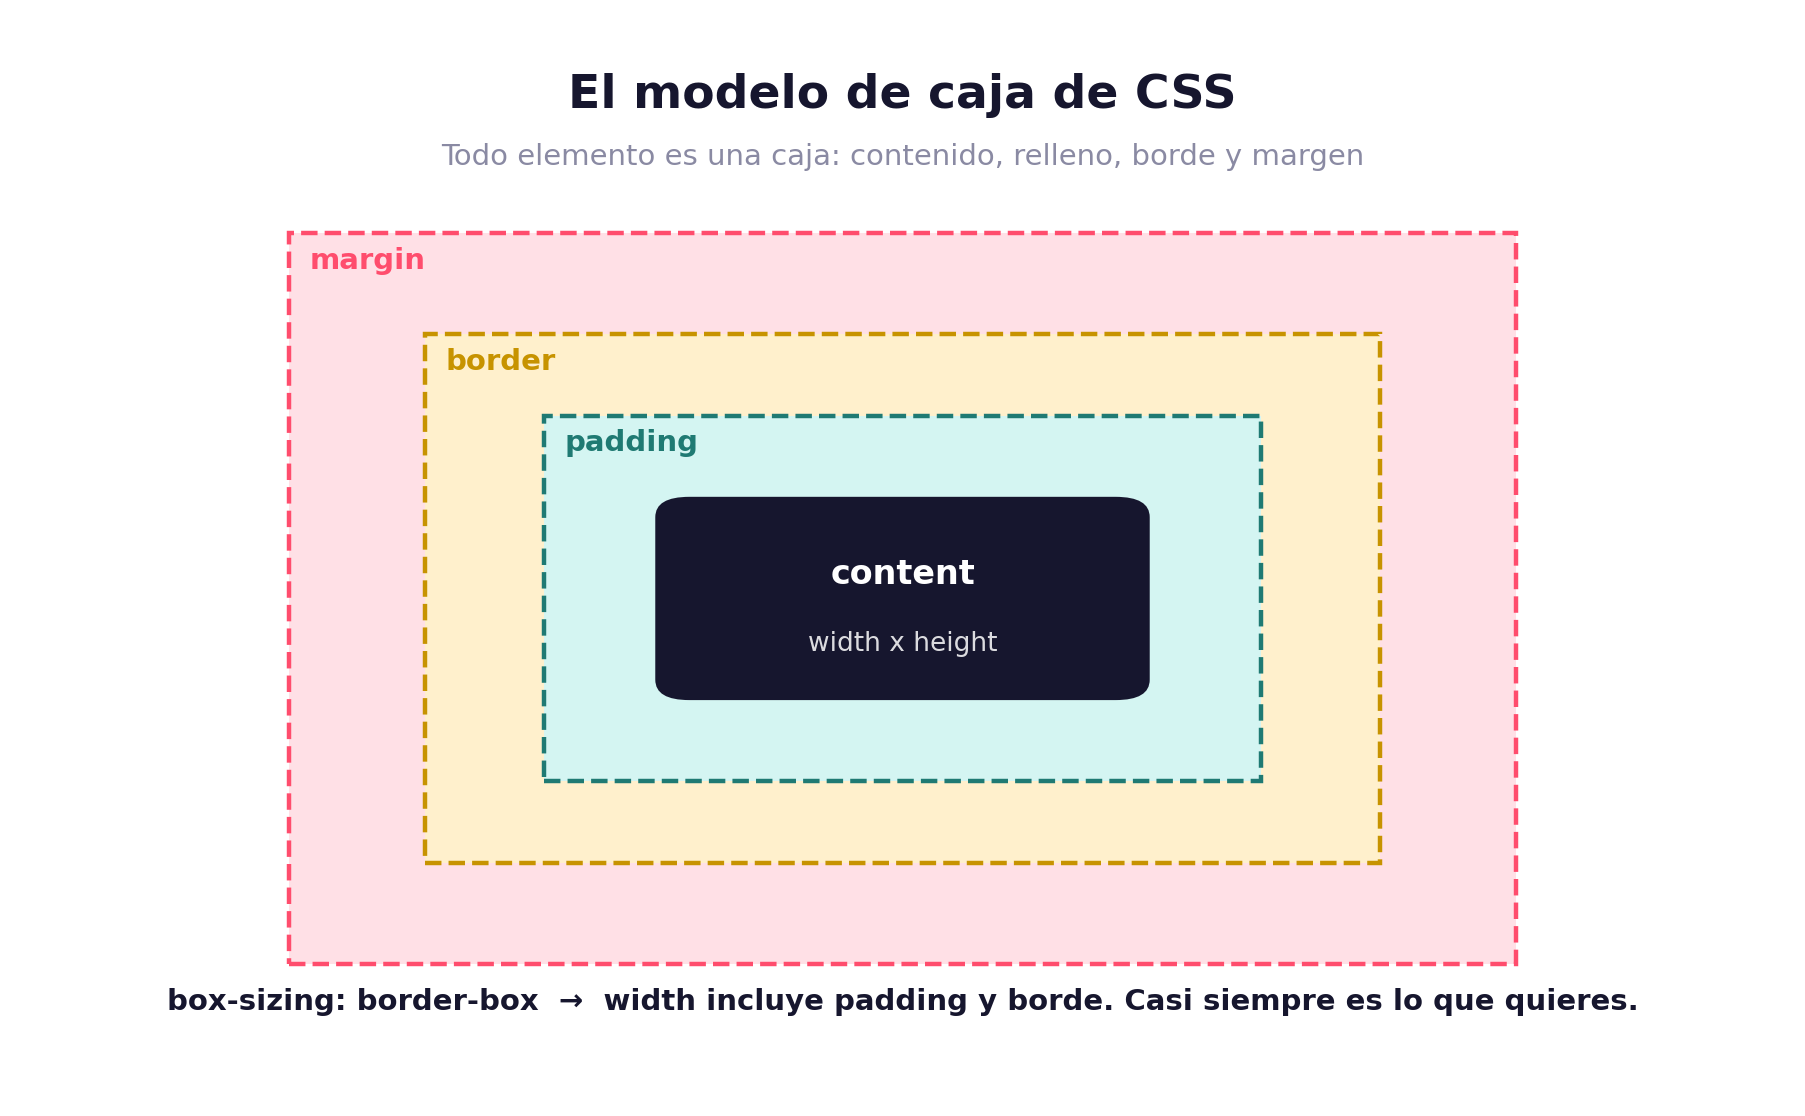 El modelo de caja de CSS
Todo elemento es una caja: contenido, relleno, borde y margen
margin
border
padding
content
width x height
box-sizing: border-box → width incluye padding y borde. Casi siempre es lo que quieres.